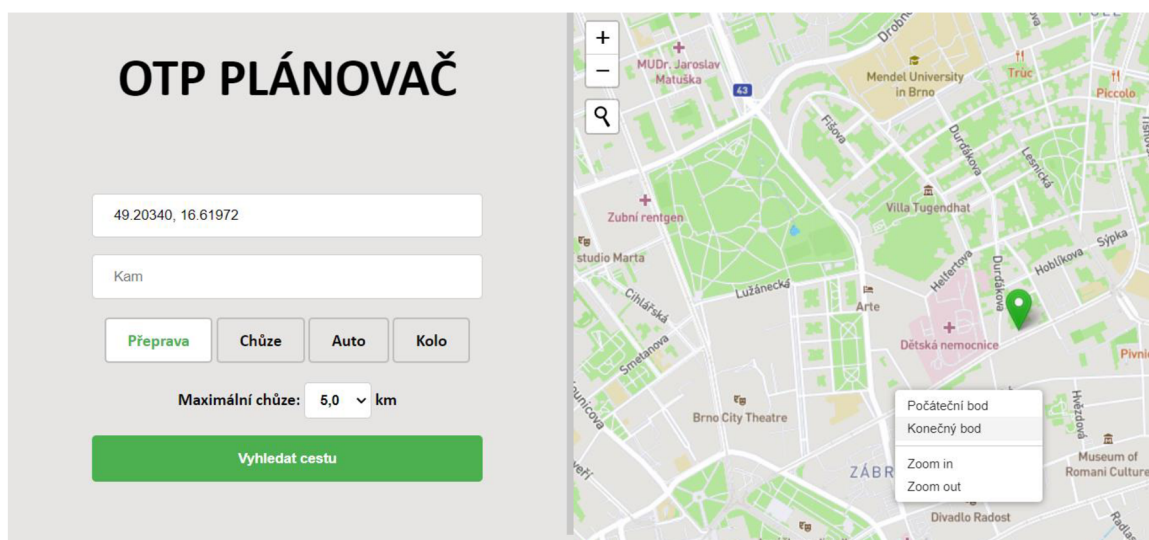 OTP PLÁNOVAČ
49.20340, 16.61972
Kam
Přeprava
Chůze
Auto
Kolo
Maximální chůze: 5,0 km
Vyhledat cestu
+
−
MUDr. Jaroslav
Matuška
43
Mendel University
in Brno
Truc
Piccolo
Fišova
Durďákova
Lesnická
Zubní rentgen
Villa Tugendhat
studio Marta
Sýpka
Hoblíkova
Helfertova
Durďákova
Lužánecká
Cihlářská
Arte
Smetanova
Dětská nemocnice
Brno City Theatre
Hvězdová
Počáteční bod
Konečný bod
Zoom in
Zoom out
Museum of
Romani Culture
ZÁBR
Divadlo Radost